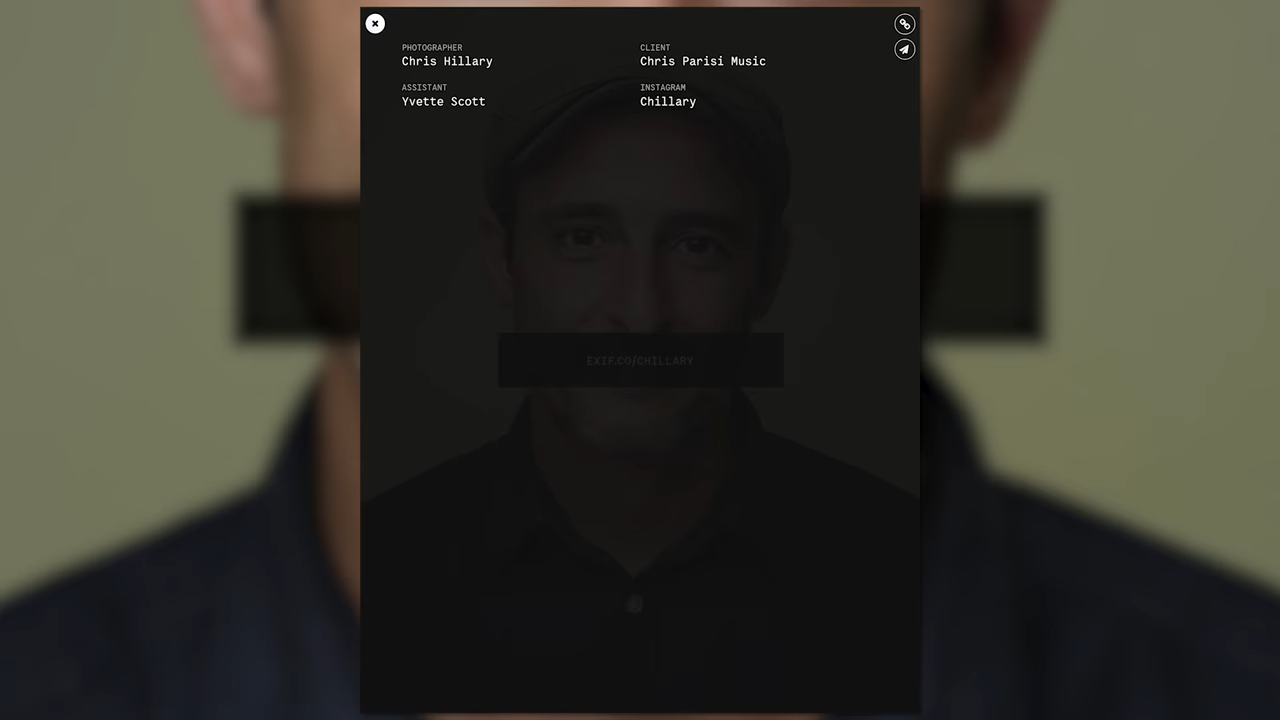 PHOTOGRAPHER
Chris Hillary
CLIENT
Chris Parisi Music
ASSISTANT
Yvette Scott
INSTAGRAM
Chillary
EXIF.CO/CHILLARY